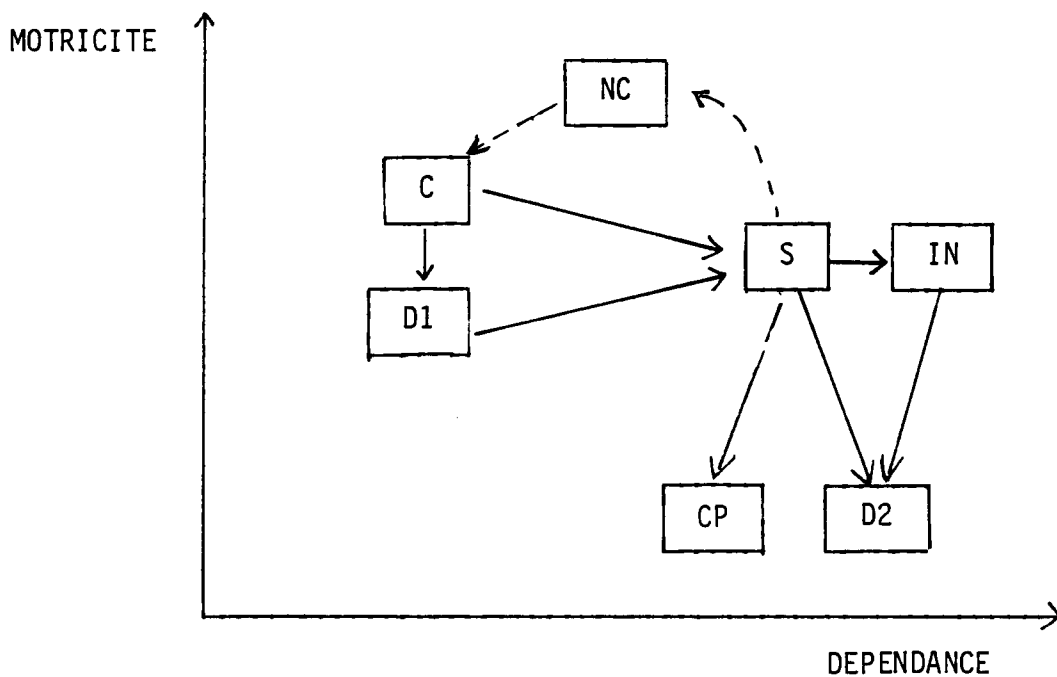 MOTRICITE
NC
C
S
IN
D1
CP
D2
DEPENDANCE